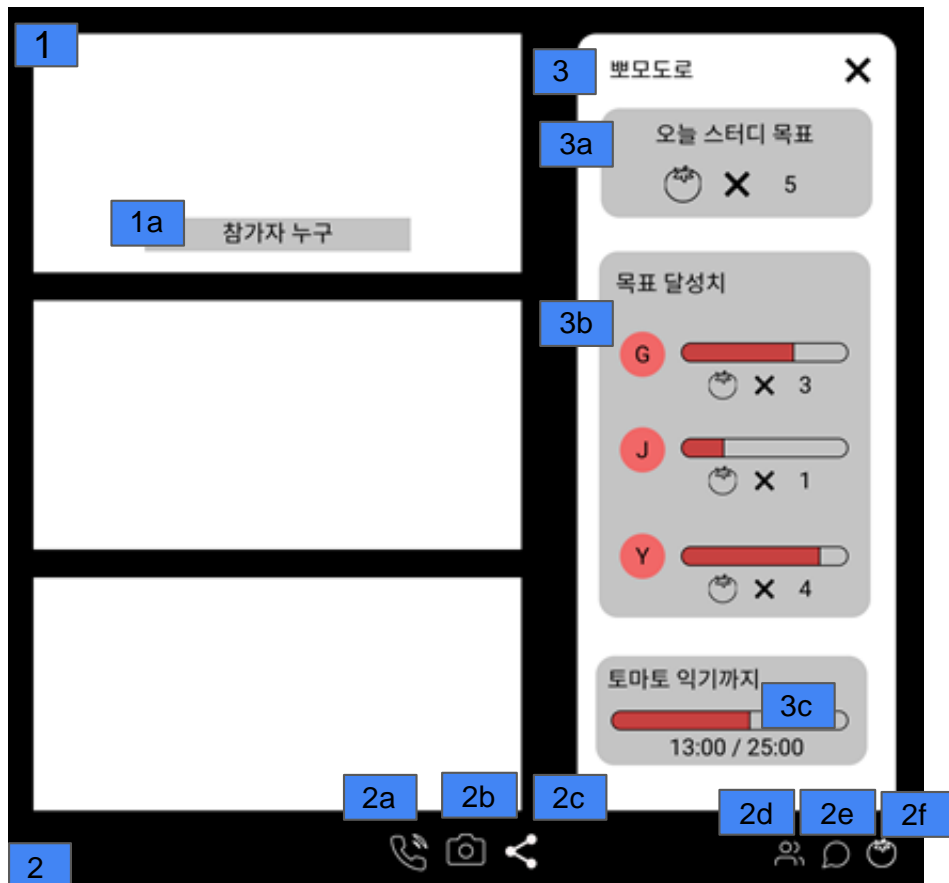 1
3
뽀모도로
3a
오늘 스터디 목표
5
1a
참가자 누구
목표 달성치
3b
G
3
J
1
Y
4
토마토 익기까지
3c
13:00 / 25:00
2a
2b
2c
2d
2e
2f
2